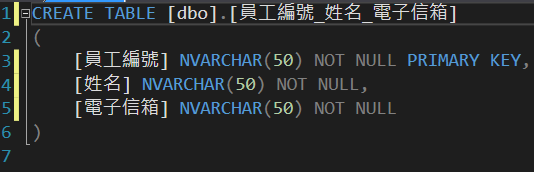 1 CREATE TABLE [dbo].[員工編號_姓名_電子信箱]
2 (
3 [員工編號] NVARCHAR(50) NOT NULL PRIMARY KEY,
4 [姓名] NVARCHAR(50) NOT NULL,
5 [電子信箱] NVARCHAR(50) NOT NULL
6 )
7